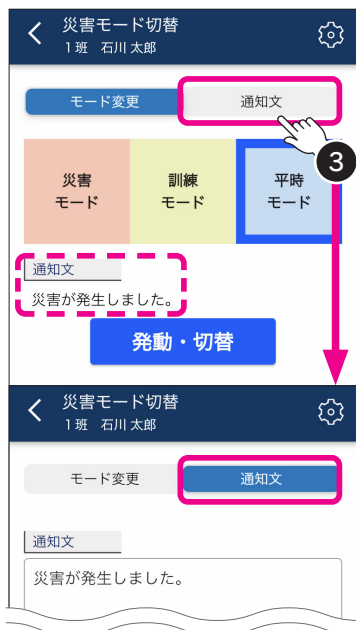 災害モード切替
1班 石川 太郎
モード変更 通知文
3
災害 訓練 平時
モード モード モード
通知文
災害が発生しました。
発動・切替
災害モード切替
1班 石川 太郎
モード変更 通知文
通知文
災害が発生しました。